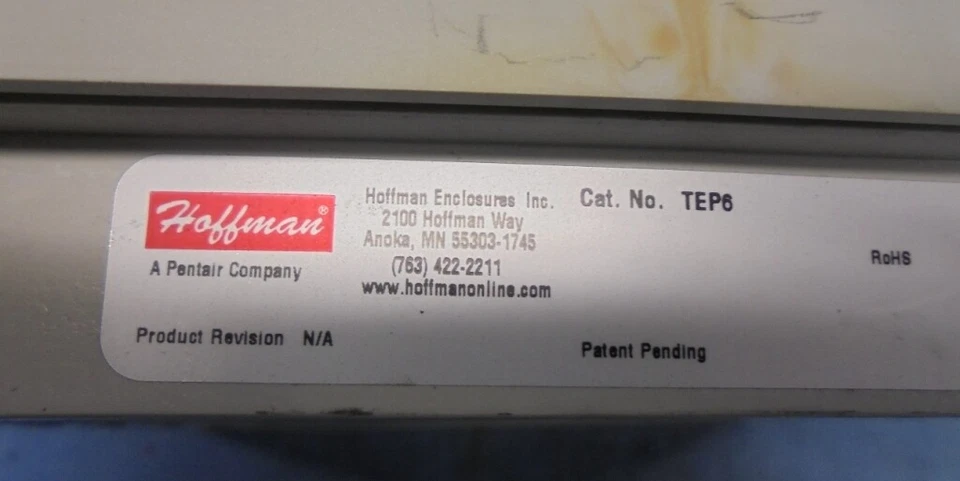 Hoffman®
A Pentair Company
Hoffman Enclosures Inc.
2100 Hoffman Way
Anoka, MN 55303-1745
(763) 422-2211
www.hoffmanonline.com
Cat. No. TEP6
RoHS
Product Revision N/A
Patent Pending